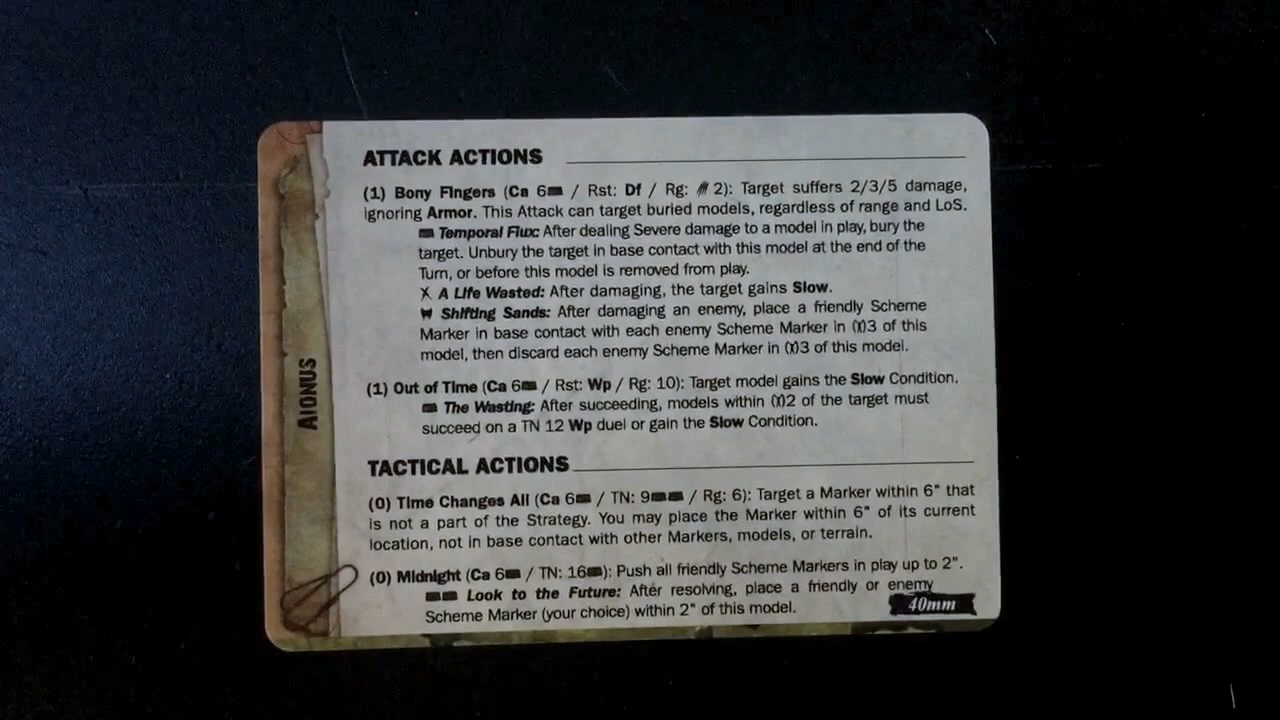 ATTACK ACTIONS
(1) Bony Fingers (Ca 6 / Rst: Df / Rg: 2): Target suffers 2/3/5 damage,
ignoring Armor. This Attack can target buried models, regardless of range and LoS.
Temporal Flux: After dealing Severe damage to a model in play, bury the
target. Unbury the target in base contact with this model at the end of the
Turn, or before this model is removed from play.
A Life Wasted: After damaging, the target gains Slow.
Shifting Sands: After damaging an enemy, place a friendly Scheme
Marker in base contact with each enemy Scheme Marker in 3 of this
model, then discard each enemy Scheme Marker in 3 of this model.
(1) Out of Time (Ca 6 / Rst: Wp / Rg: 10): Target model gains the Slow Condition.
The Wasting: After succeeding, models within 2 of the target must
succeed on a TN 12 Wp duel or gain the Slow Condition.
TACTICAL ACTIONS
(0) Time Changes All (Ca 6 / TN: 9 / Rg: 6): Target a Marker within 6" that
is not a part of the Strategy. You may place the Marker within 6" of its current
location, not in base contact with other Markers, models, or terrain.
(0) Midnight (Ca 6 / TN: 16): Push all friendly Scheme Markers in play up to 2".
Look to the Future: After resolving, place a friendly or enemy
Scheme Marker (your choice) within 2" of this model.
40mm
AIONUS